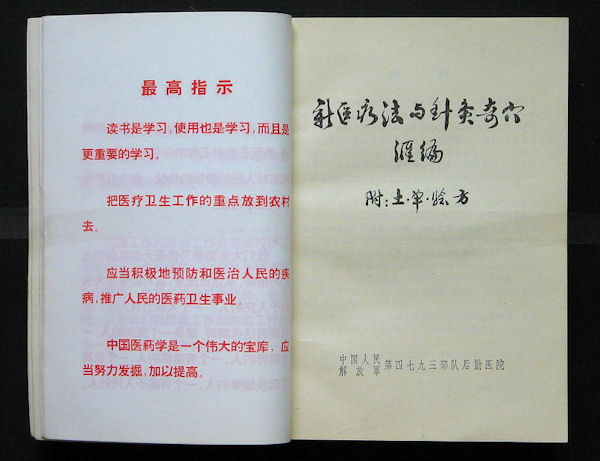 最高指示
读书是学习，使用也是学习，而且是
更重要的学习。
把医疗卫生工作的重点放到农村
去。
应当积极地预防和医治人民的疾
病，推广人民的医药卫生事业。
中国医药学是一个伟大的宝库，应
当努力发掘，加以提高。
新医疗法与针灸奇穴
汇编
附：土·单·验方
中国人民
解放军 第四七九三部队后勤医院